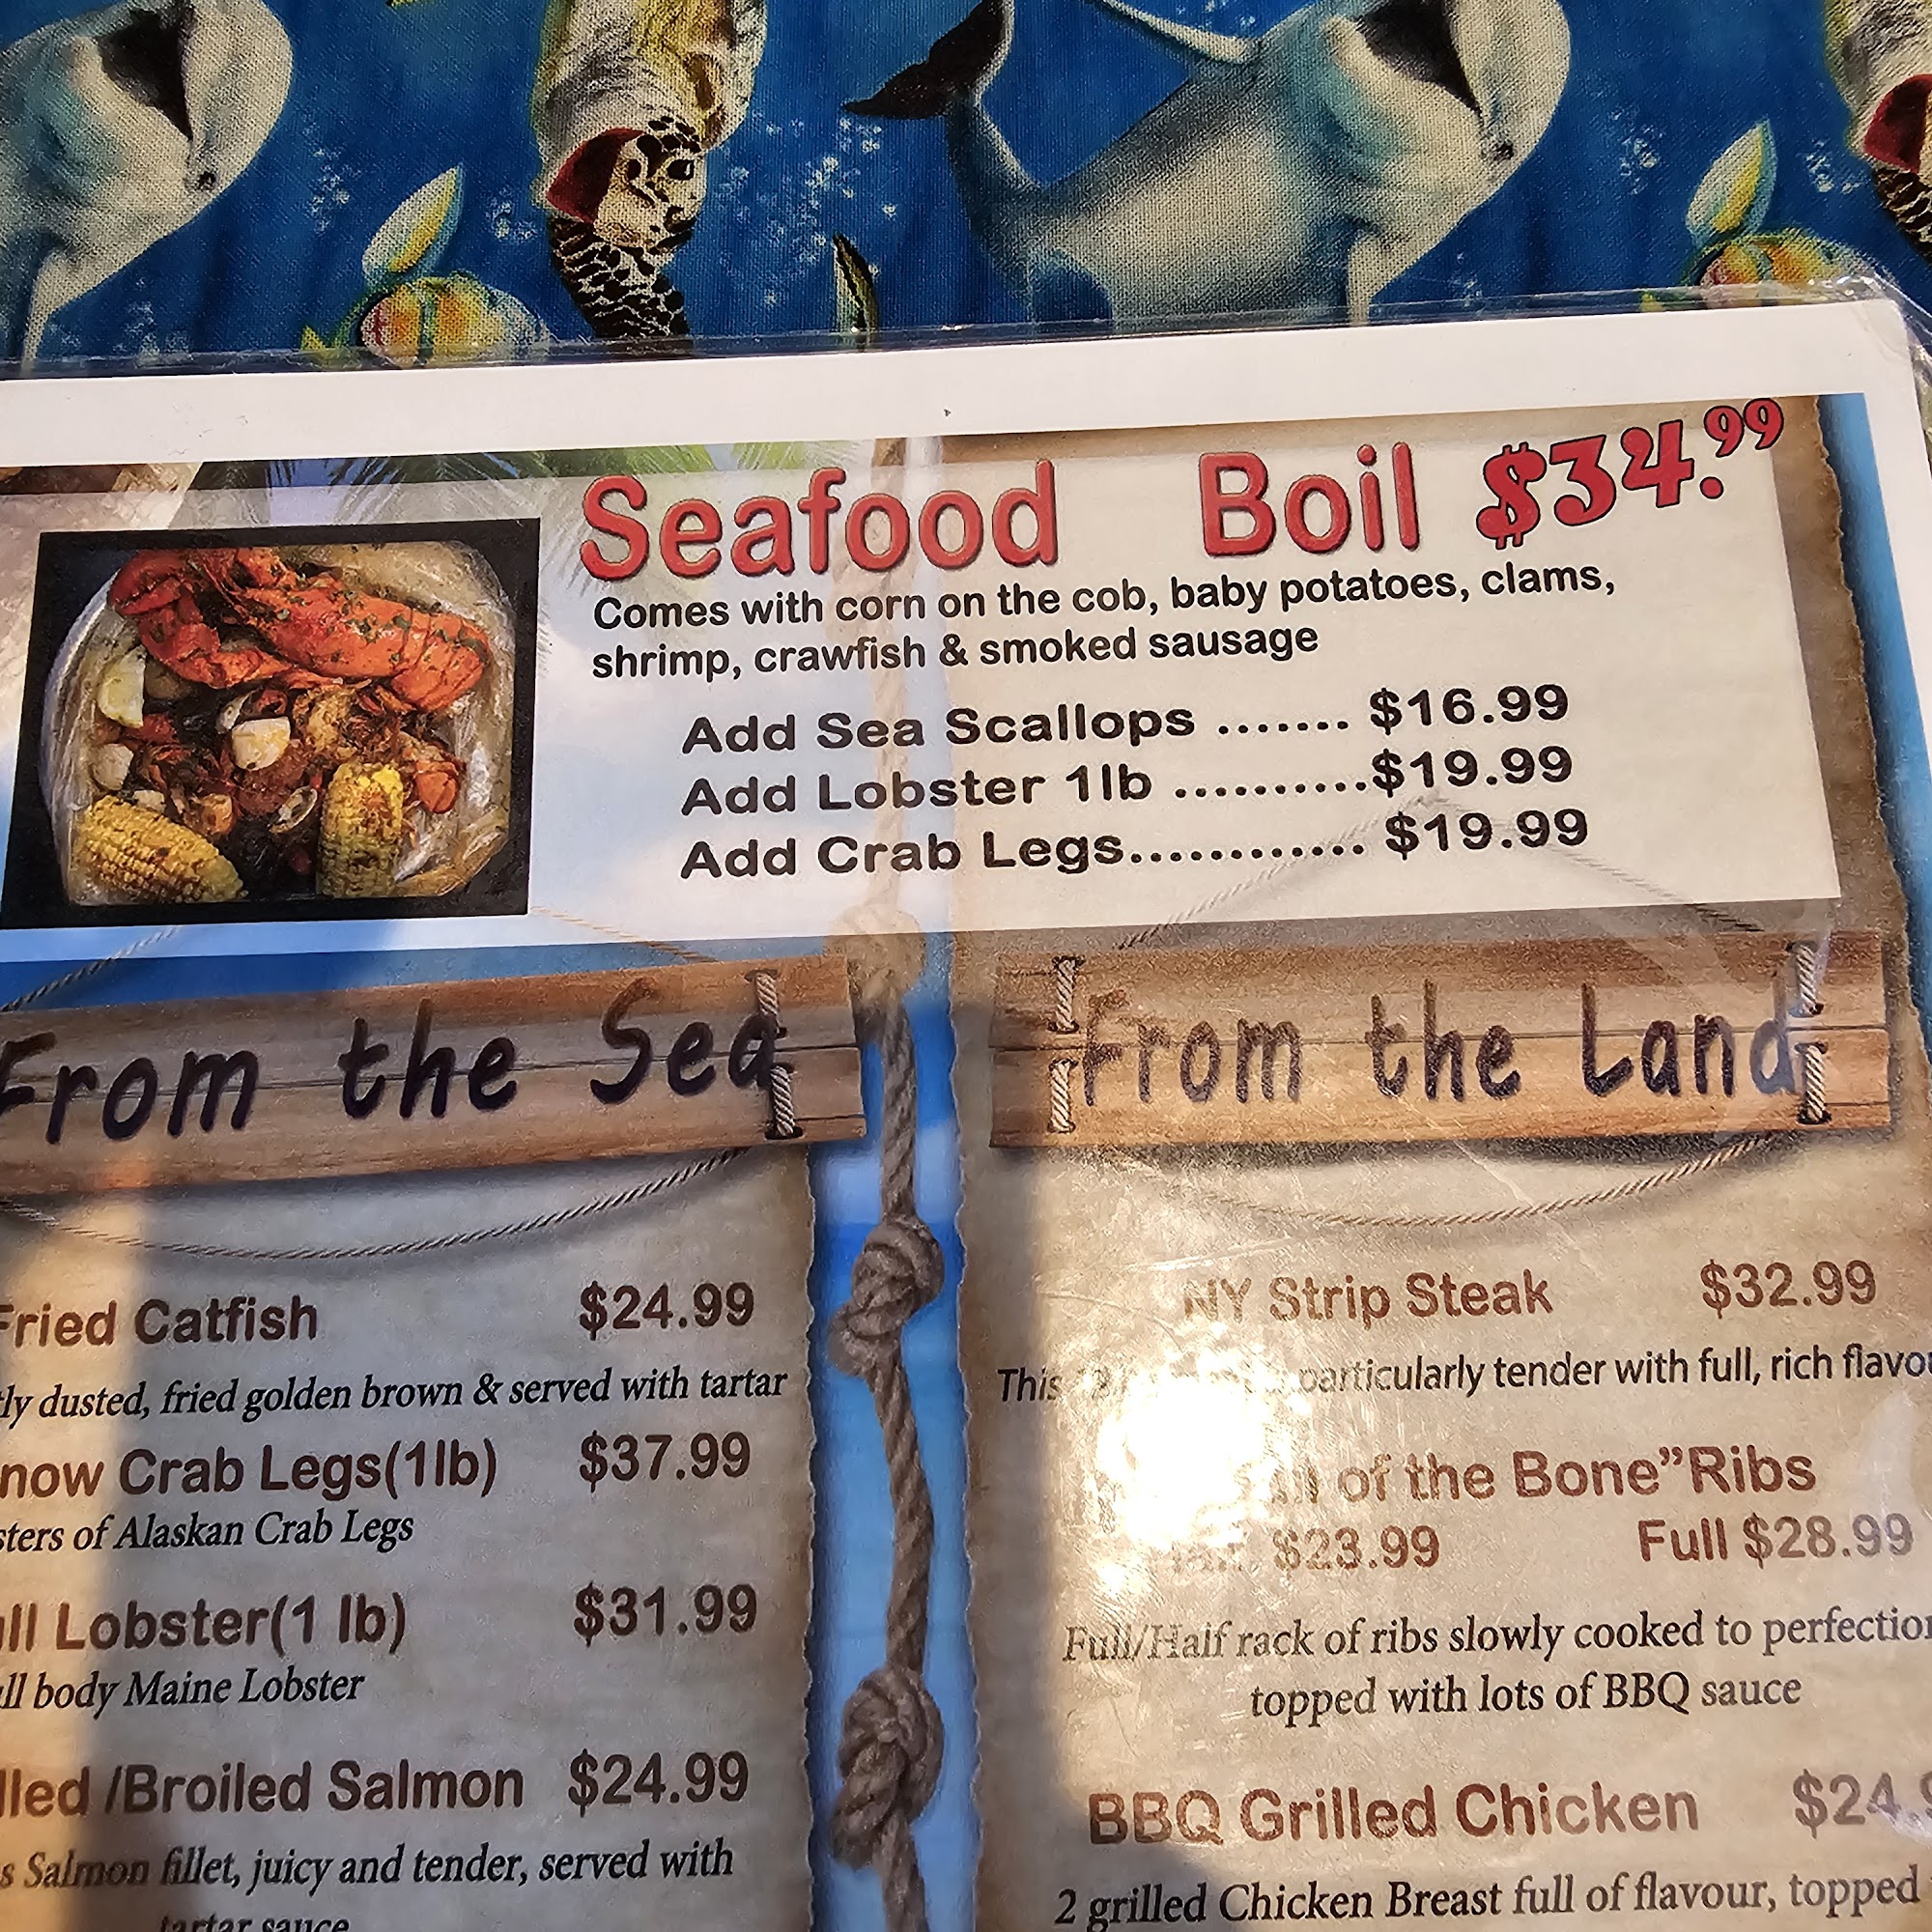 Seafood Boil $34.99
Comes with corn on the cob, baby potatoes, clams,
shrimp, crawfish & smoked sausage
Add Sea Scallops ....... $16.99
Add Lobster 1lb ..........$19.99
Add Crab Legs............ $19.99
From the Sea
Fried Catfish $24.99
dusted, fried golden brown & served with tartar
Crab Legs(1lb) $37.99
of Alaskan Crab Legs
Lobster(1 lb) $31.99
body Maine Lobster
/Broiled Salmon $24.99
Salmon fillet, juicy and tender, served with
tartar sauce
From the Land
NY Strip Steak $32.99
This particularly tender with full, rich
of the Bone”Ribs
Half $23.99 Full $28.99
Full/Half rack of ribs slowly cooked to perfection
topped with lots of BBQ sauce
BBQ Grilled Chicken
2 grilled Chicken Breast full of flavour, topped